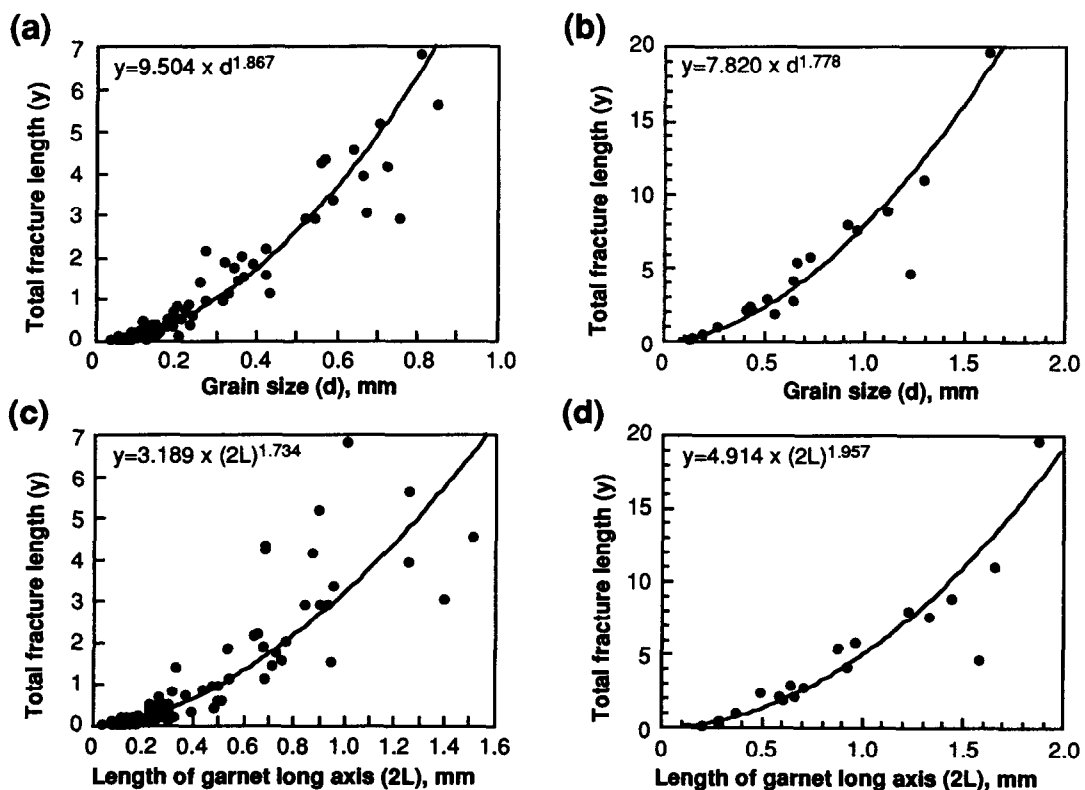 (a)
y=9.504 x d1.867
Total fracture length (y)
7
6
5
4
3
2
1
0
0 0.2 0.4 0.6 0.8 1.0
Grain size (d), mm
(b)
y=7.820 x d1.778
Total fracture length (y)
20
15
10
5
0
0 0.5 1.0 1.5 2.0
Grain size (d), mm
(c)
y=3.189 x (2L)1.734
Total fracture length (y)
7
6
5
4
3
2
1
0
0 0.2 0.4 0.6 0.8 1.0 1.2 1.4 1.6
Length of garnet long axis (2L), mm
(d)
y=4.914 x (2L)1.957
Total fracture length (y)
20
15
10
5
0
0 0.5 1.0 1.5 2.0
Length of garnet long axis (2L), mm